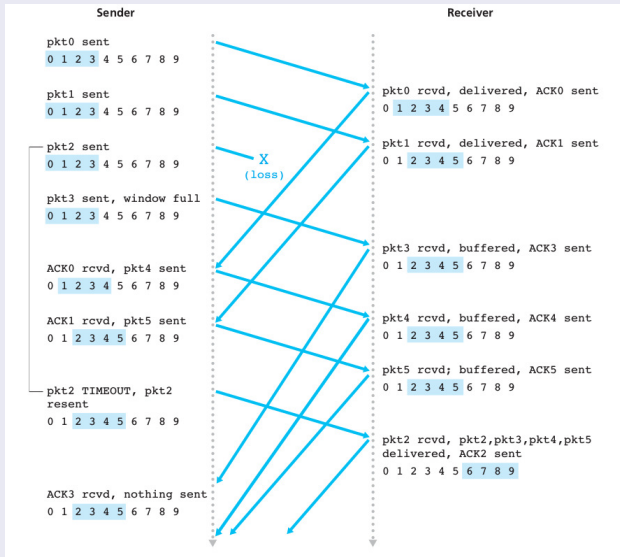 Sender
Receiver
pkt0 sent
0 1 2 3 4 5 6 7 8 9
pkt0 rcvd, delivered, ACK0 sent
0 1 2 3 4 5 6 7 8 9
pkt1 sent
0 1 2 3 4 5 6 7 8 9
pkt1 rcvd, delivered, ACK1 sent
0 1 2 3 4 5 6 7 8 9
pkt2 sent
0 1 2 3 4 5 6 7 8 9
X
(loss)
pkt3 sent, window full
0 1 2 3 4 5 6 7 8 9
pkt3 rcvd, buffered, ACK3 sent
0 1 2 3 4 5 6 7 8 9
ACK0 rcvd, pkt4 sent
0 1 2 3 4 5 6 7 8 9
pkt4 rcvd, buffered, ACK4 sent
0 1 2 3 4 5 6 7 8 9
ACK1 rcvd, pkt5 sent
0 1 2 3 4 5 6 7 8 9
pkt5 rcvd; buffered, ACK5 sent
0 1 2 3 4 5 6 7 8 9
pkt2 TIMEOUT, pkt2
resent
0 1 2 3 4 5 6 7 8 9
pkt2 rcvd, pkt2,pkt3,pkt4,pkt5
delivered, ACK2 sent
0 1 2 3 4 5 6 7 8 9
ACK3 rcvd, nothing sent
0 1 2 3 4 5 6 7 8 9